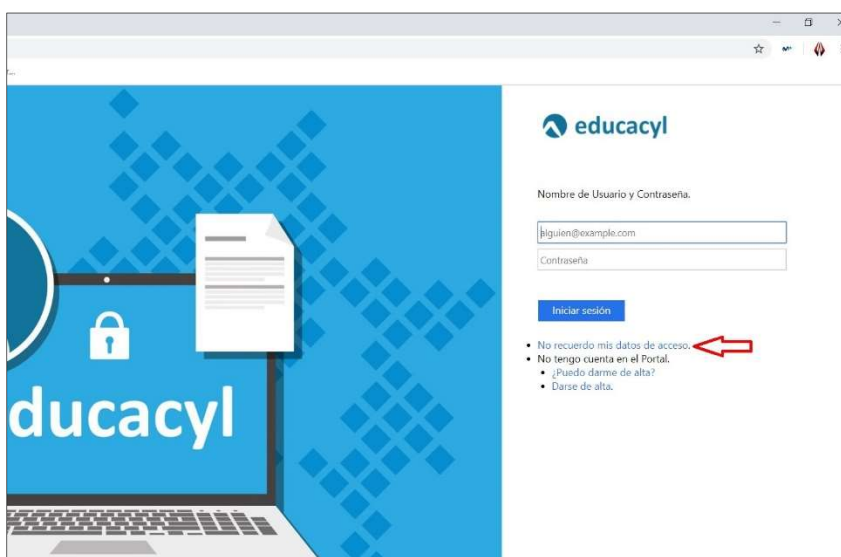 educacyl
Nombre de Usuario y Contraseña.
alguien@example.com
Contraseña
Iniciar sesión
No recuerdo mis datos de acceso.
No tengo cuenta en el Portal.
¿Puedo darme de alta?
Darse de alta.
ducacyl